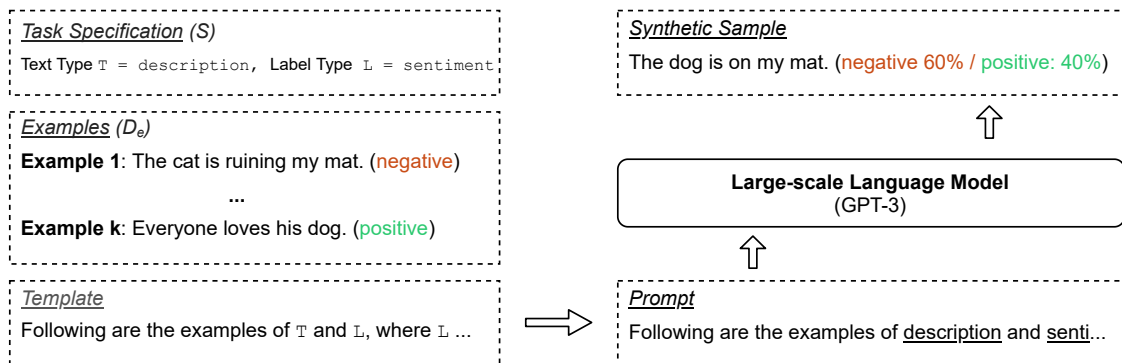 Task Specification (S)
Text Type T = description, Label Type L = sentiment
Examples (Dₑ)
Example 1: The cat is ruining my mat. (negative)
...
Example k: Everyone loves his dog. (positive)
Template
Following are the examples of T and L, where L ...
Synthetic Sample
The dog is on my mat. (negative 60% / positive: 40%)
Large-scale Language Model
(GPT-3)
Prompt
Following are the examples of description and senti...